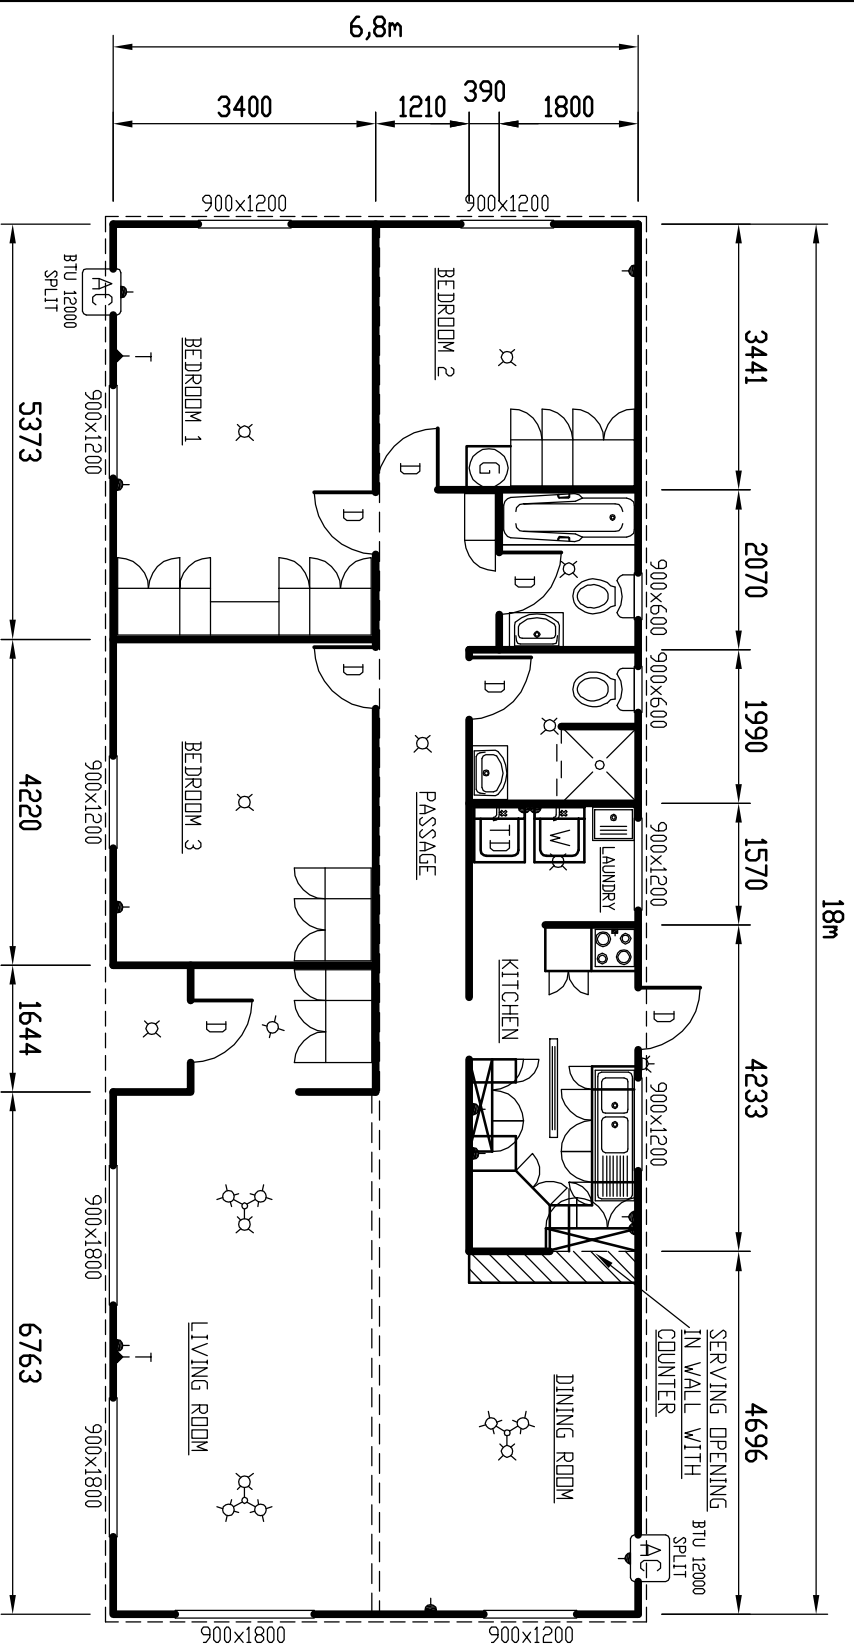 6,8m
3400
1210
390
1800
900x1200
900x1200
BTU 12000
SPLIT
AC
T
BEDROOM 1
BEDROOM 2
3441
5373
900x1200
D
G
D
D
2070
900x600
900x600
D
D
1990
18m
BEDROOM 3
900x1200
4220
PASSAGE
TD
W
LAUNDRY
900x1200
1570
KITCHEN
D
D
1644
4233
900x1200
900x1800
LIVING ROOM
T
6763
900x1800
DINING ROOM
SERVING OPENING
IN WALL WITH
COUNTER
4696
BTU 12000
SPLIT
AC
900x1800
900x1200